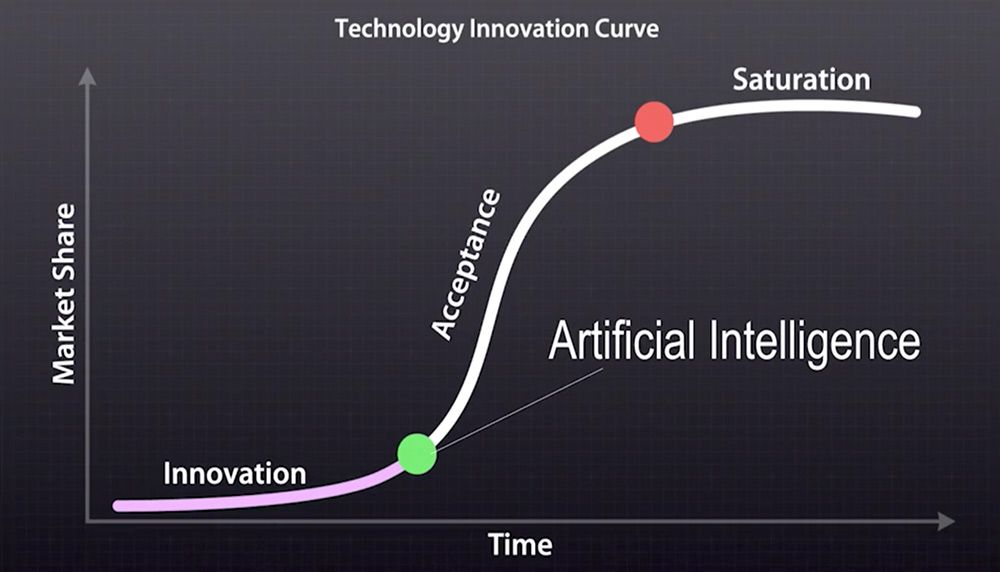 Technology Innovation Curve
Saturation
Market Share
Acceptance
Artificial Intelligence
Innovation
Time